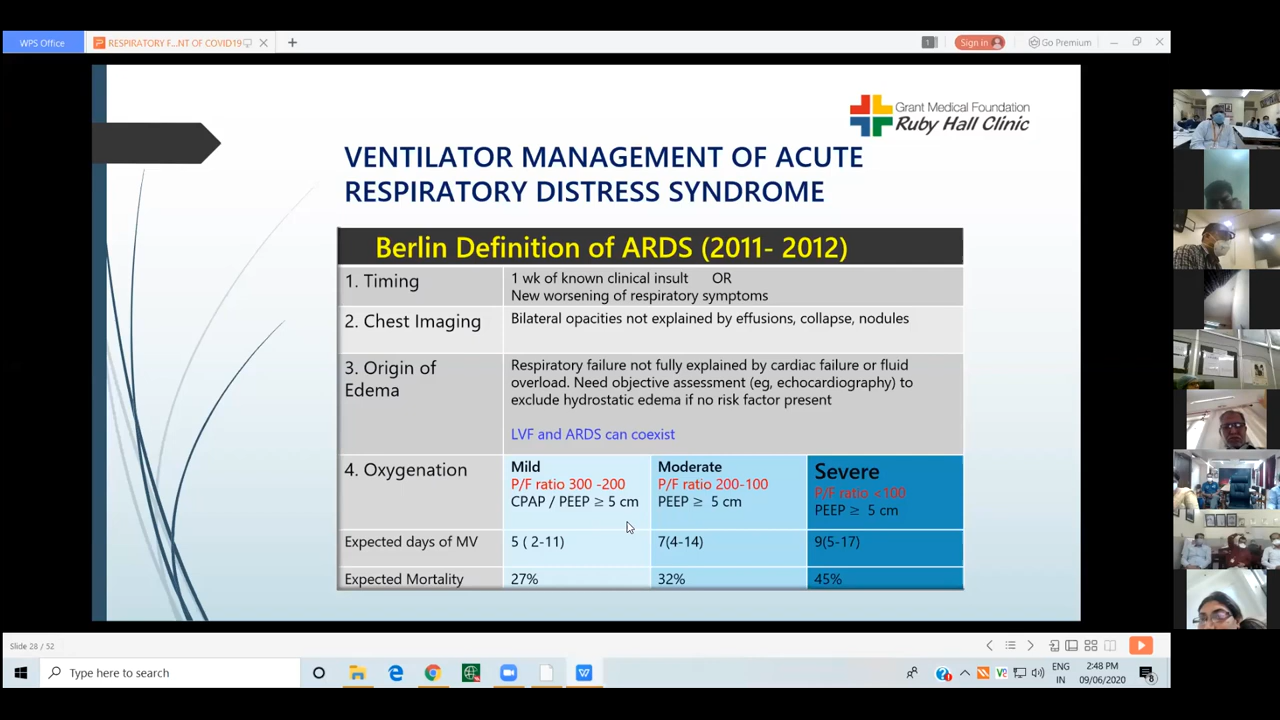 WPS Office
RESPIRATORY F...NT OF COVID19
Sign in
Go Premium
Grant Medical Foundation
Ruby Hall Clinic
VENTILATOR MANAGEMENT OF ACUTE
RESPIRATORY DISTRESS SYNDROME
Berlin Definition of ARDS (2011- 2012)
1. Timing
1 wk of known clinical insult OR
New worsening of respiratory symptoms
2. Chest Imaging
Bilateral opacities not explained by effusions, collapse, nodules
3. Origin of
Edema
Respiratory failure not fully explained by cardiac failure or fluid
overload. Need objective assessment (eg, echocardiography) to
exclude hydrostatic edema if no risk factor present
LVF and ARDS can coexist
4. Oxygenation
Mild
P/F ratio 300 -200
CPAP / PEEP ≥ 5 cm
Moderate
P/F ratio 200-100
PEEP ≥ 5 cm
Severe
P/F ratio <100
PEEP ≥ 5 cm
Expected days of MV
5 ( 2-11)
7(4-14)
9(5-17)
Expected Mortality
27%
32%
45%
Slide 28 / 52
Type here to search
ENG
IN
2:48 PM
09/06/2020
8